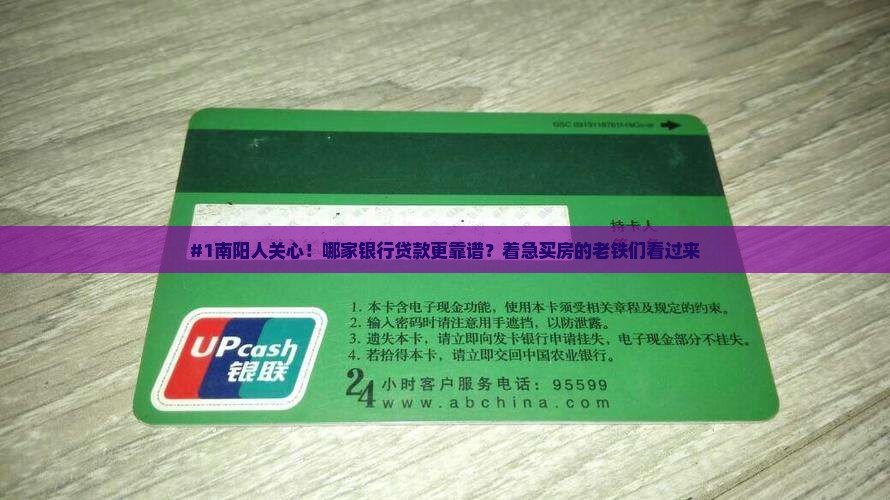 持卡人
#1南阳人关心！哪家银行贷款更靠谱？着急买房的老铁们看过来
1. 本卡含电子现金功能，使用本卡须受相关章程及规定的约束。
2. 输入密码时请注意用手遮挡，以防泄露。
3. 遗失本卡，请立即向发卡银行申请挂失，电子现金部分不挂失。
4. 若拾得本卡，请立即交回中国农业银行。
UPcash
银联
24小时客户服务电话：95599
www.abchina.com